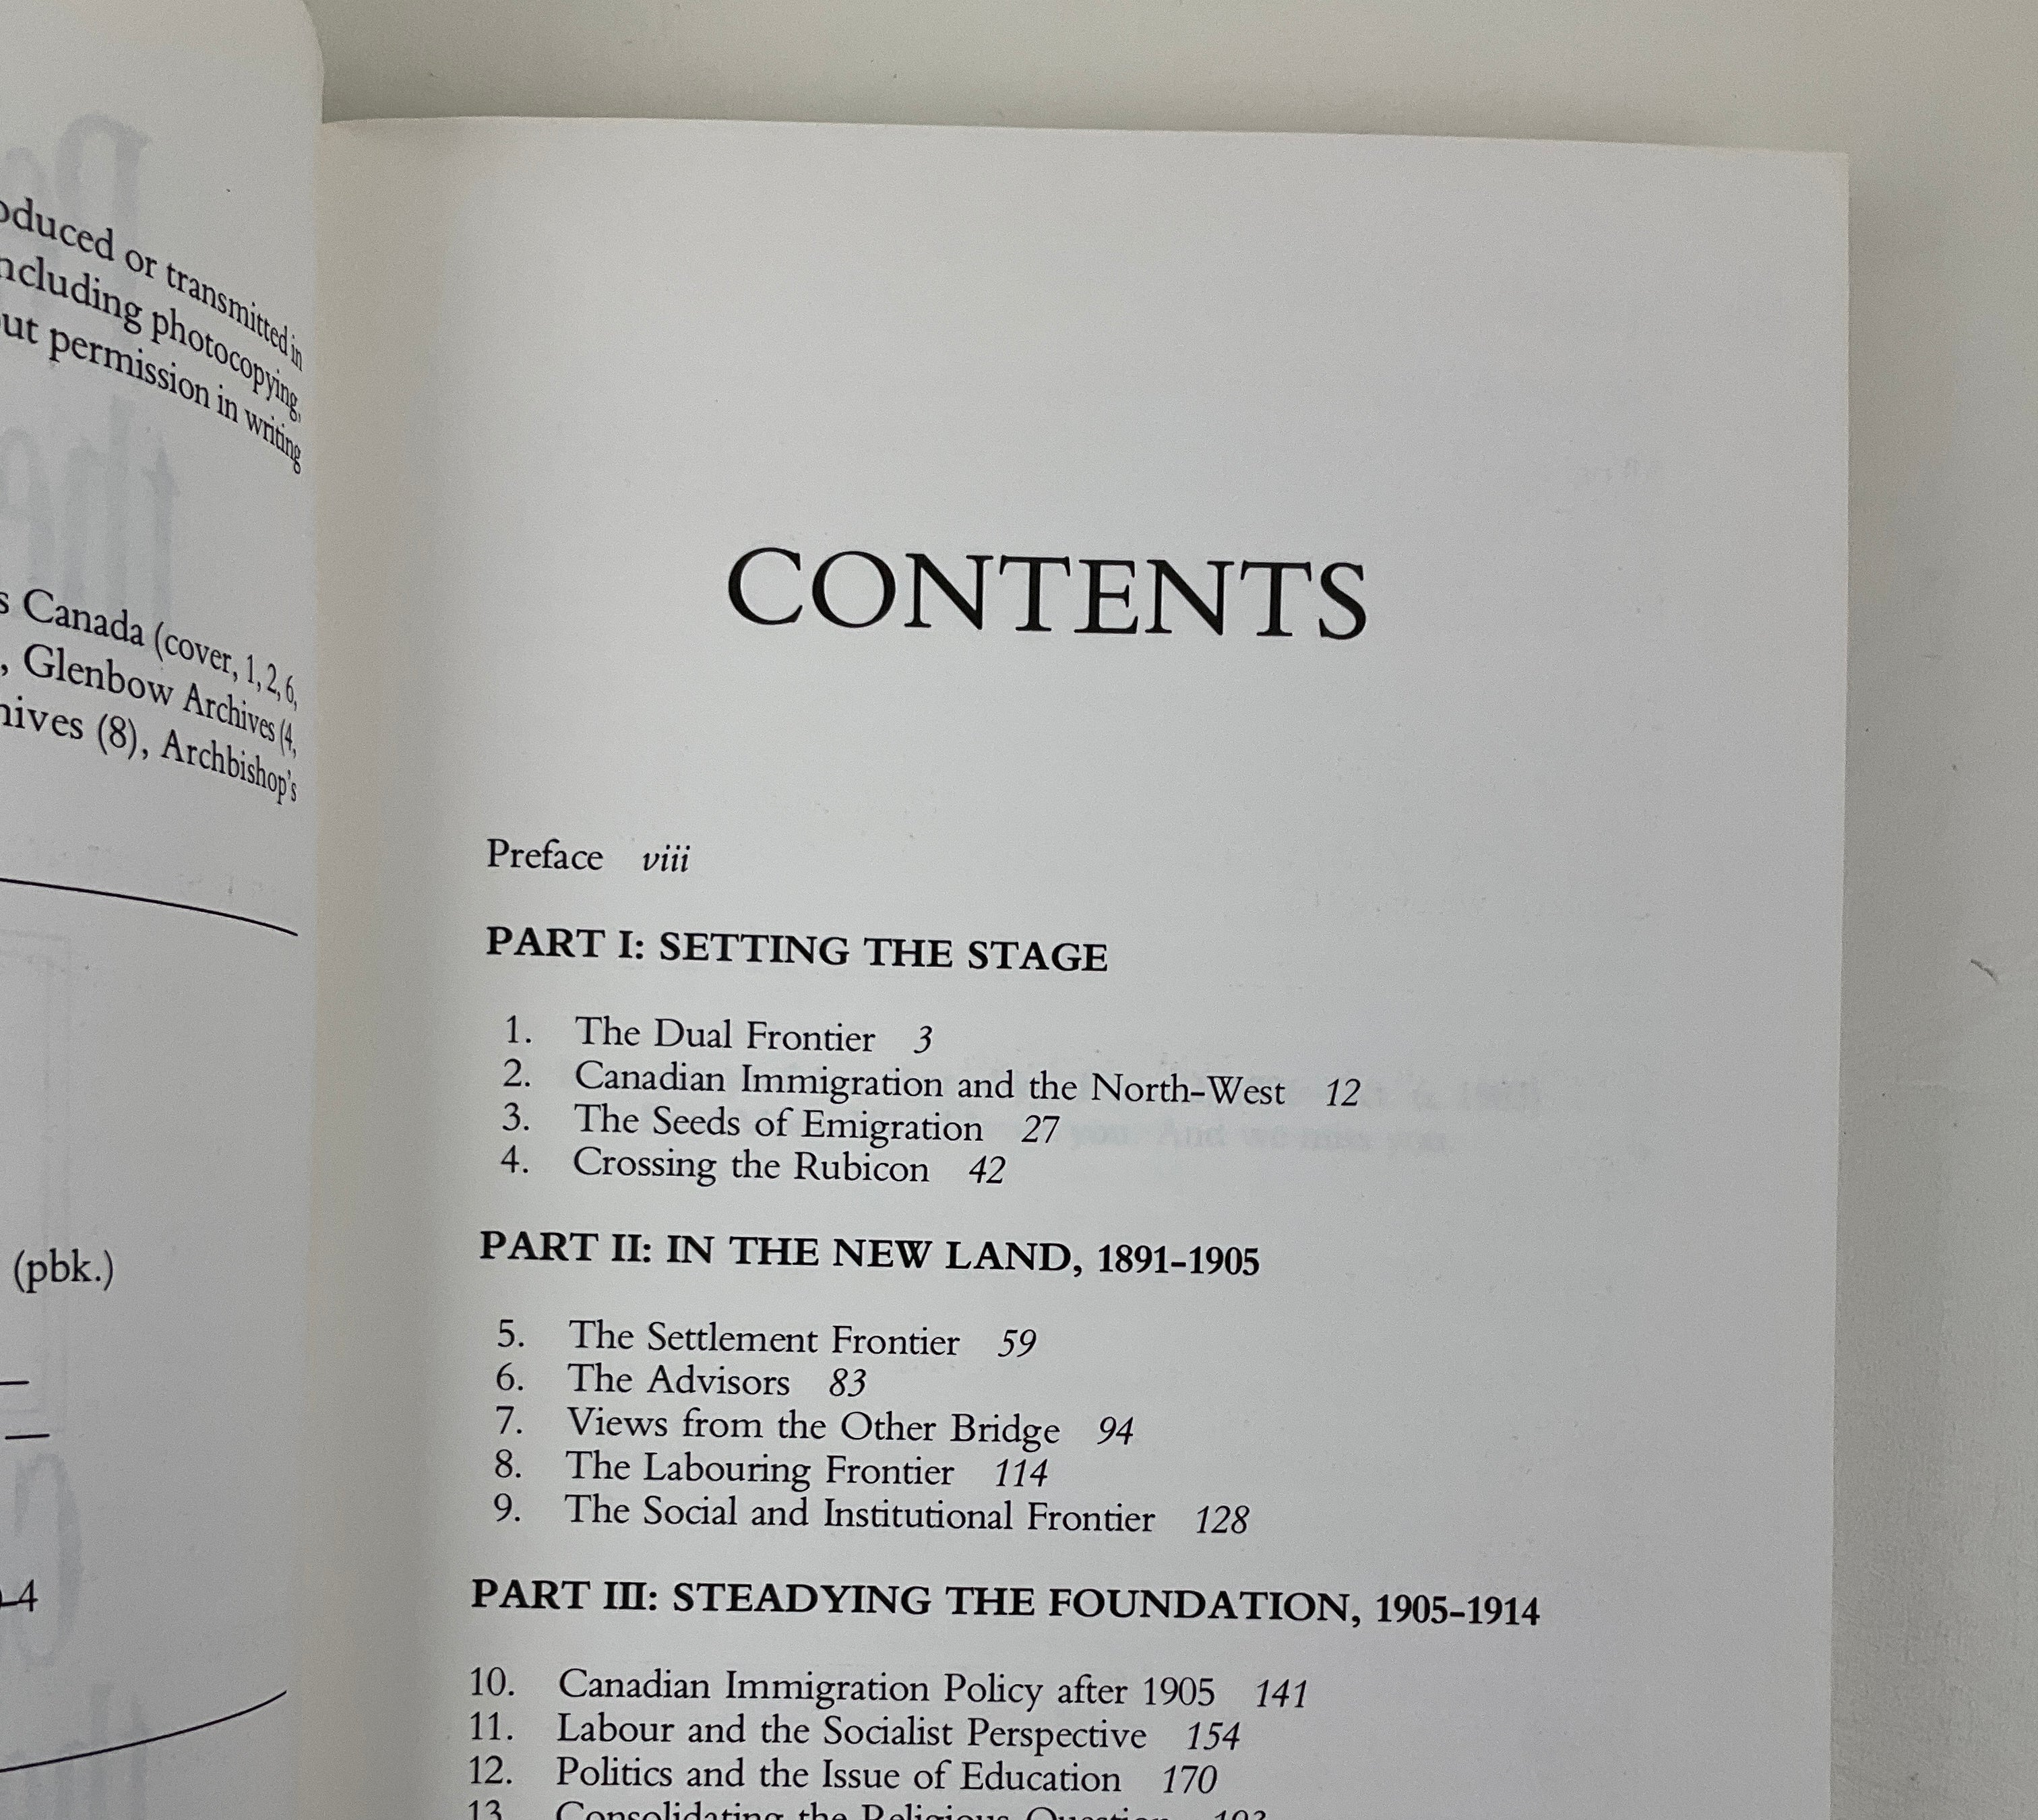 oduced or transmitted in
ncluding photocopying,
ut permission in writing
s Canada (cover, 1, 2, 6,
, Glenbow Archives (4,
hives (8), Archbishop's
(pbk.)
-4
CONTENTS
Preface viii
PART I: SETTING THE STAGE
1. The Dual Frontier 3
2. Canadian Immigration and the North-West 12
3. The Seeds of Emigration 27
4. Crossing the Rubicon 42
PART II: IN THE NEW LAND, 1891-1905
5. The Settlement Frontier 59
6. The Advisors 83
7. Views from the Other Bridge 94
8. The Labouring Frontier 114
9. The Social and Institutional Frontier 128
PART III: STEADYING THE FOUNDATION, 1905-1914
10. Canadian Immigration Policy after 1905 141
11. Labour and the Socialist Perspective 154
12. Politics and the Issue of Education 170
13. Consolidating the Religious Question